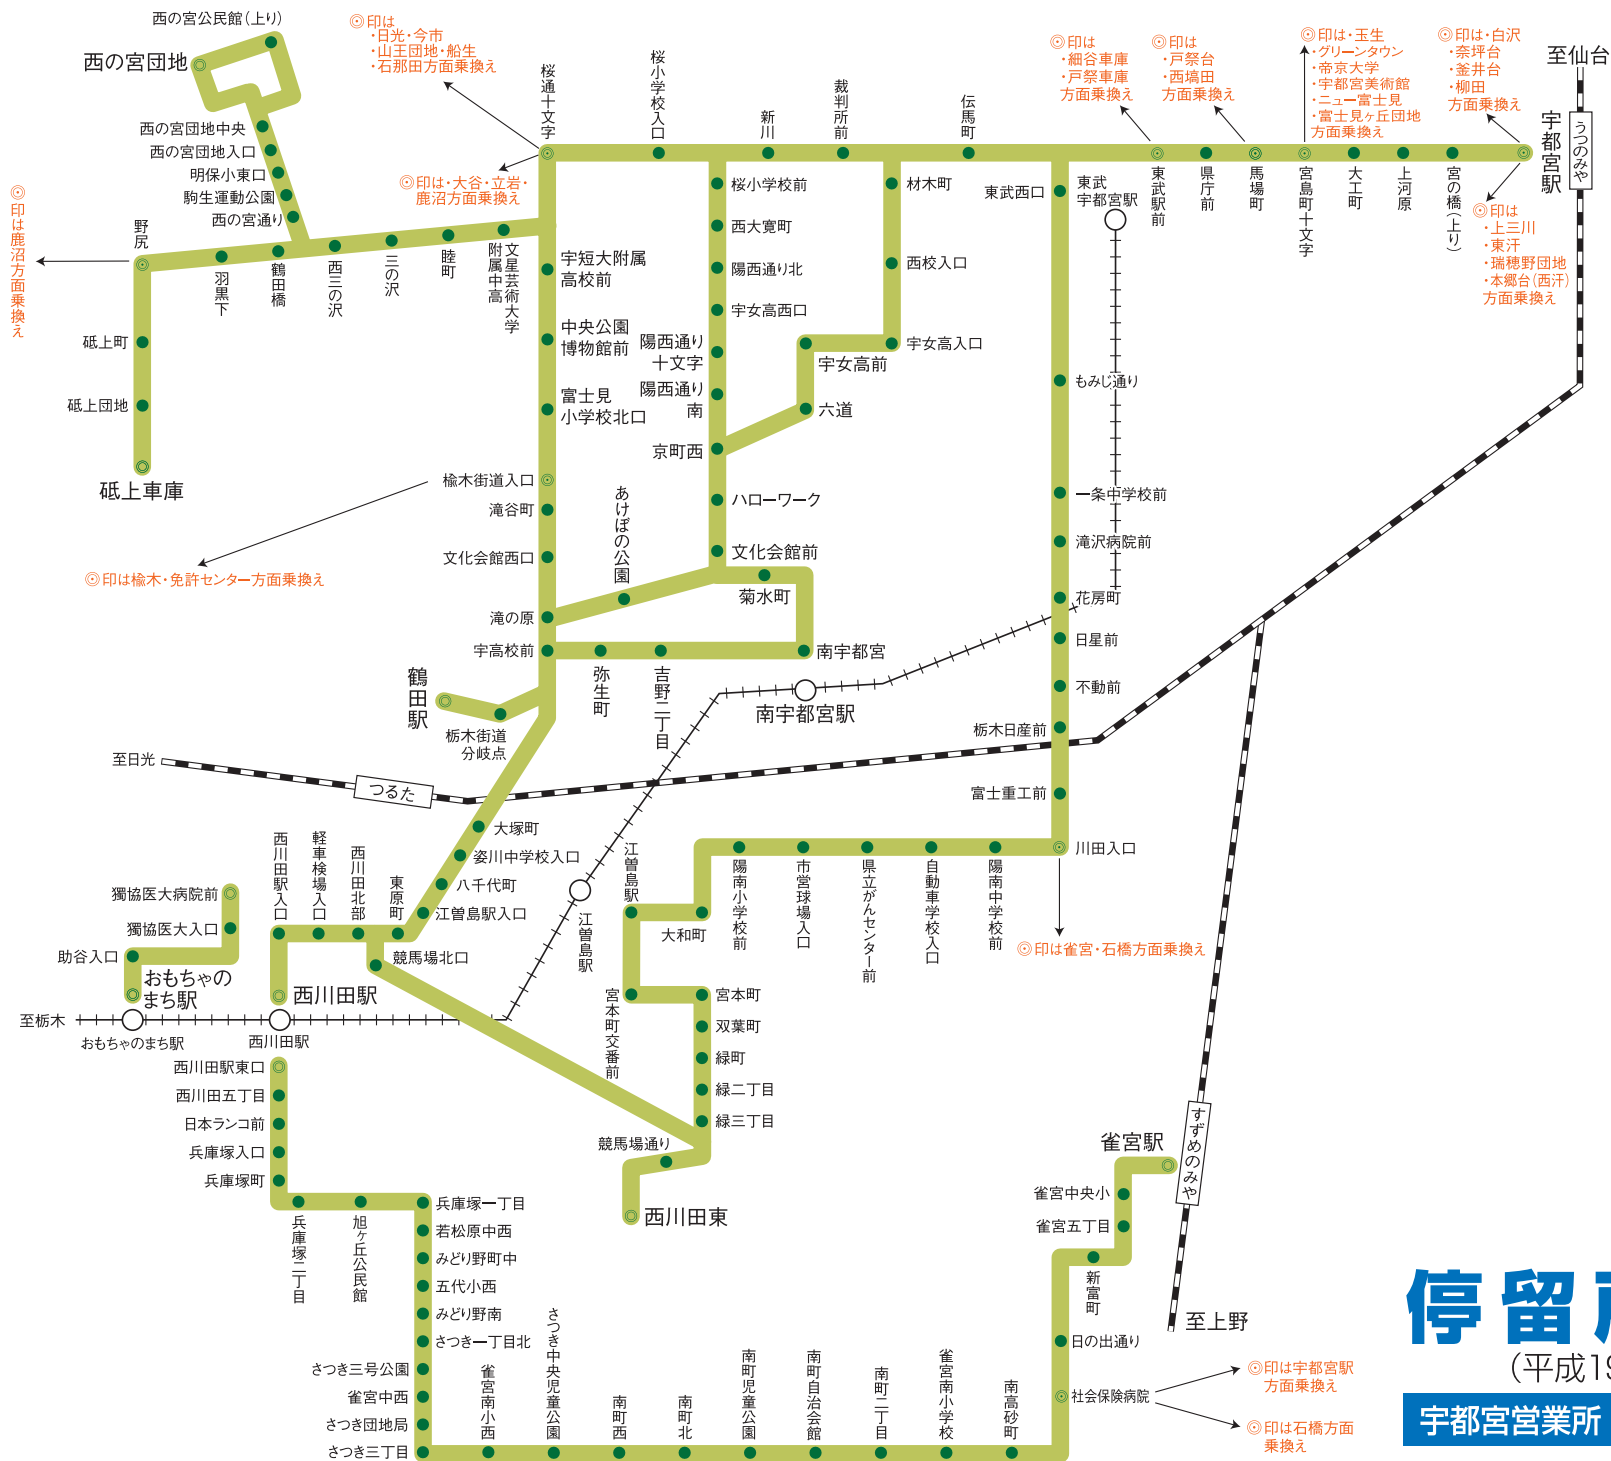 西の宮公民館(上り)
西の宮団地
西の宮団地中央
西の宮団地入口
明保小東口
駒生運動公園
西の宮通り
◎印は
・日光・今市
・山王団地・船生
・石那田方面乗換え
桜通十文字
桜小学校入口
新川
裁判所前
伝馬町
◎印は・大谷・立岩・
鹿沼方面乗換え
◎印は
・細谷車庫
・戸祭車庫
方面乗換え
◎印は
・戸祭台
・西塙田
方面乗換え
◎印は・玉生
・グリーンタウン
・帝京大学
・宇都宮美術館
・ニュー富士見
・富士見ヶ丘団地
方面乗換え
◎印は・白沢
・奈坪台
・釜井台
・柳田
方面乗換え
至仙台
宇都宮駅
うつのみや
◎印は
・上三川
・東汗
・瑞穂野団地
・本郷台(西汗)
方面乗換え
東武駅前
県庁前
馬場町
宮島町十文字
大工町
上河原
宮の橋(上り)
東武西口
東武
宇都宮駅
◎印は鹿沼方面乗換え
野尻
羽黒下
鶴田橋
西三の沢
三の沢
睦町
文星芸術大学
附属中高
砥上町
砥上団地
砥上車庫
宇短大附属
高校前
中央公園
博物館前
富士見
小学校北口
楡木街道入口
滝谷町
文化会館西口
滝の原
宇高校前
◎印は楡木・免許センター方面乗換え
桜小学校前
西大寛町
陽西通り北
宇女高西口
陽西通り
十文字
陽西通り
南
京町西
ハローワーク
文化会館前
あけぼの公園
菊水町
南宇都宮
弥生町
吉野二丁目
材木町
西校入口
宇女高入口
宇女高前
六道
もみじ通り
一条中学校前
滝沢病院前
花房町
日星前
不動前
栃木日産前
富士重工前
川田入口
南宇都宮駅
鶴田駅
栃木街道
分岐点
至日光
つるた
大塚町
姿川中学校入口
八千代町
江曽島駅入口
競馬場北口
西川田駅入口
軽車検場入口
西川田北部
東原町
獨協医大病院前
獨協医大入口
助谷入口
おもちゃの
まち駅
西川田駅
至栃木
おもちゃのまち駅
西川田駅
江曽島駅
江曽島駅
大和町
陽南小学校前
市営球場入口
県立がんセンター前
自動車学校入口
陽南中学校前
◎印は雀宮・石橋方面乗換え
宮本町交番前
宮本町
双葉町
緑町
緑二丁目
緑三丁目
競馬場通り
西川田東
西川田駅東口
西川田五丁目
日本ランコ前
兵庫塚入口
兵庫塚町
兵庫塚二丁目
旭ヶ丘公民館
兵庫塚一丁目
若松原中西
みどり野町中
五代小西
みどり野南
さつき一丁目北
さつき三号公園
雀宮中西
さつき団地局
さつき三丁目
雀宮南小西
さつき中央児童公園
南町西
南町北
南町児童公園
南町自治会館
南町二丁目
雀宮南小学校
南高砂町
雀宮駅
雀宮中央小
雀宮五丁目
新富町
日の出通り
社会保険病院
すずめのみや
至上野
◎印は宇都宮駅
方面乗換え
◎印は石橋方面
乗換え
停留
(平成19
宇都宮営業所